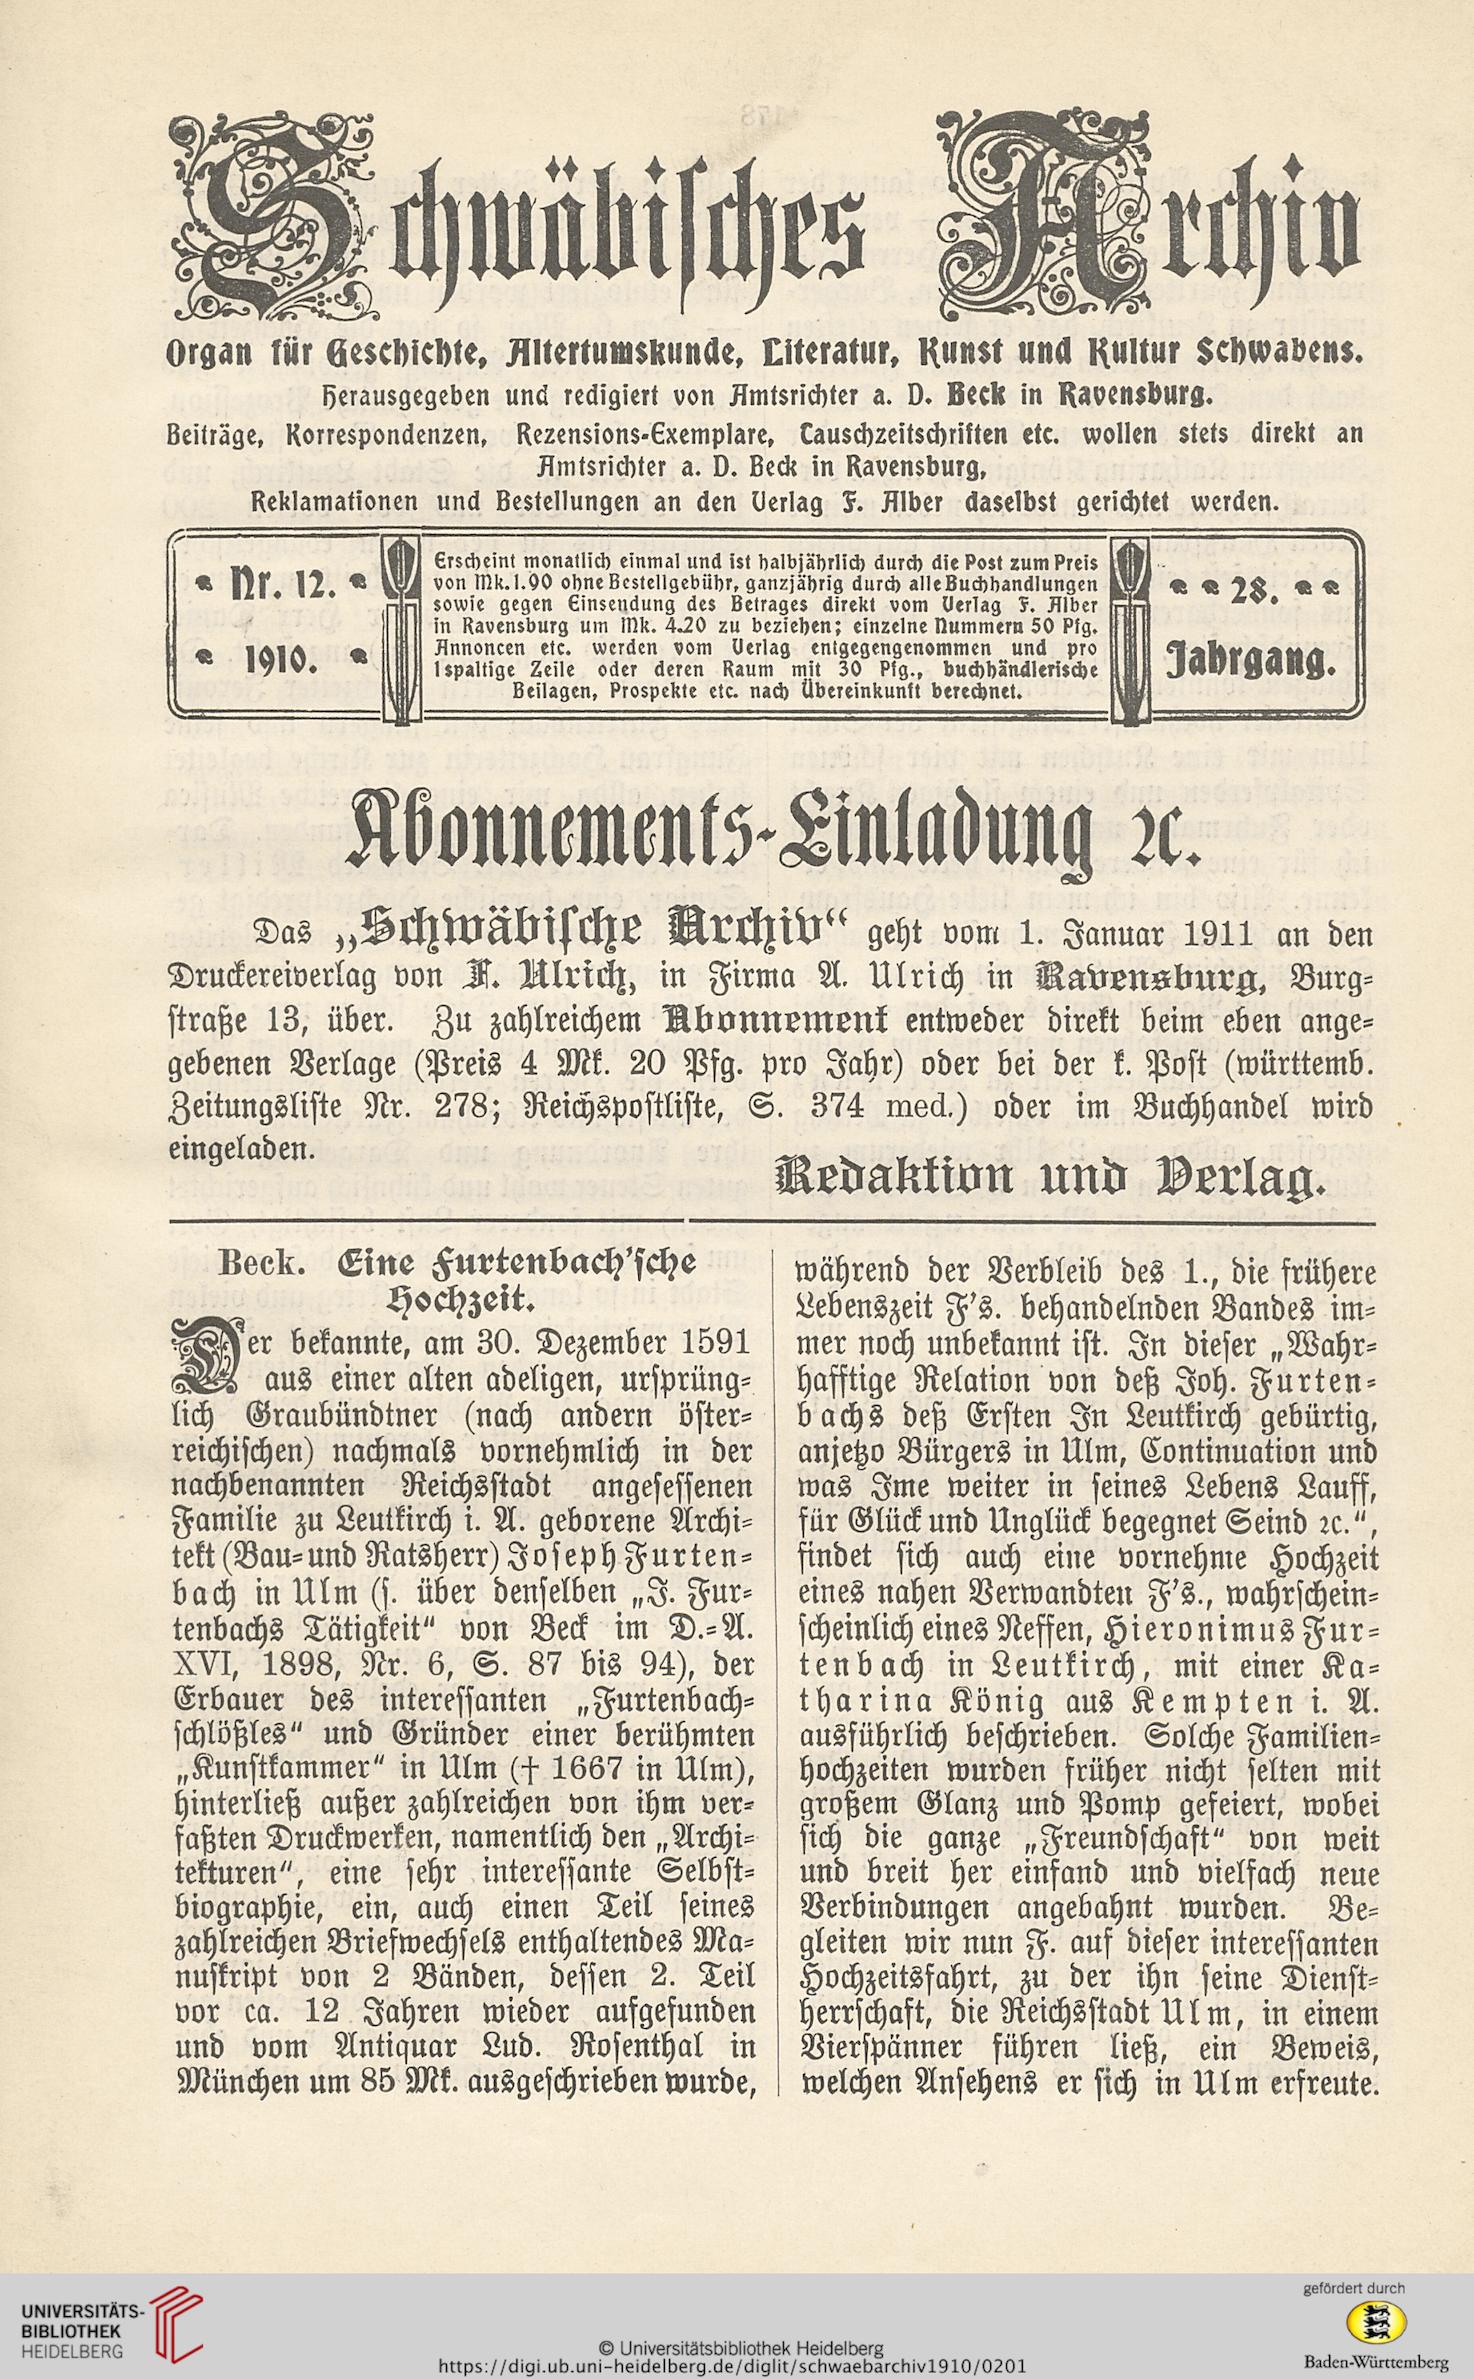 Schwäbisches Archiv
Organ für Geschichte, Altertumskunde, Literatur, Kunst und Kultur Schwabens.
Herausgegeben und redigiert von Amtsrichter a. D. Beck in Ravensburg.
Beiträge, Korrespondenzen, Rezensions-Exemplare, Tauschzeitschriften etc. wollen stets direkt an
Amtsrichter a. D. Beck in Ravensburg,
Reklamationen und Bestellungen an den Verlag F. Alber daselbst gerichtet werden.
Nr. 12.
1910.
Erscheint monatlich einmal und ist halbjährlich durch die Post zum Preis
von Mk. 1.90 ohne Bestellgebühr, ganzjährig durch alle Buchhandlungen
sowie gegen Einsendung des Betrages direkt vom Verlag F. Alber
in Ravensburg um Mk. 4.20 zu beziehen; einzelne Nummern 50 Pfg.
Annoncen etc. werden vom Verlag entgegengenommen und pro
1spaltige Zeile oder deren Raum mit 30 Pfg., buchhändlerische
Beilagen, Prospekte etc. nach Übereinkunft berechnet.
28.
Jahrgang.
Abonnements-Einladung ꝛc.
Das „Schwäbische Archiv“ geht vom 1. Januar 1911 an den
Druckereiverlag von F. Ulrich, in Firma A. Ulrich in Ravensburg, Burg-
straße 13, über. Zu zahlreichem Abonnement entweder direkt beim eben ange-
gebenen Verlage (Preis 4 Mk. 20 Pfg. pro Jahr) oder bei der k. Post (württemb.
Zeitungsliste Nr. 278; Reichspostliste, S. 374 med.) oder im Buchhandel wird
eingeladen.
Redaktion und Verlag.
Beck. Eine Furtenbach’sche
Hochzeit.
Der bekannte, am 30. Dezember 1591
aus einer alten adeligen, ursprüng-
lich Graubündtner (nach andern öster-
reichischen) nachmals vornehmlich in der
nachbenannten Reichsstadt angesessenen
Familie zu Leutkirch i. A. geborene Archi-
tekt (Bau- und Ratsherr) Joseph Furten-
bach in Ulm (s. über denselben „J. Fur-
tenbachs Tätigkeit“ von Beck im D.-A.
XVI, 1898, Nr. 6, S. 87 bis 94), der
Erbauer des interessanten „Furtenbach-
schlößles“ und Gründer einer berühmten
„Kunstkammer“ in Ulm († 1667 in Ulm),
hinterließ außer zahlreichen von ihm ver-
faßten Druckwerken, namentlich den „Archi-
tekturen“, eine sehr interessante Selbst-
biographie, ein, auch einen Teil seines
zahlreichen Briefwechsels enthaltendes Ma-
nuskript von 2 Bänden, dessen 2. Teil
vor ca. 12 Jahren wieder aufgefunden
und vom Antiquar Lud. Rosenthal in
München um 85 Mk. ausgeschrieben wurde,
während der Verbleib des 1., die frühere
Lebenszeit F’s. behandelnden Bandes im-
mer noch unbekannt ist. In dieser „Wahr-
hafftige Relation von deß Joh. Furten-
bachs deß Ersten In Leutkirch gebürtig,
anjetzo Bürgers in Ulm, Continuation und
was Ime weiter in seines Lebens Lauff,
für Glück und Unglück begegnet Seind ꝛc.“,
findet sich auch eine vornehme Hochzeit
eines nahen Verwandten F’s., wahrschein-
scheinlich eines Neffen, Hieronimus Fur-
tenbach in Leutkirch, mit einer Ka-
tharina König aus Kempten i. A.
ausführlich beschrieben. Solche Familien-
hochzeiten wurden früher nicht selten mit
großem Glanz und Pomp gefeiert, wobei
sich die ganze „Freundschaft“ von weit
und breit her einfand und vielfach neue
Verbindungen angebahnt wurden. Be-
gleiten wir nun F. auf dieser interessanten
Hochzeitsfahrt, zu der ihn seine Dienst-
herrschaft, die Reichsstadt Ulm, in einem
Vierspänner führen ließ, ein Beweis,
welchen Ansehens er sich in Ulm erfreute.
UNIVERSITÄTS-
BIBLIOTHEK
HEIDELBERG
© Universitätsbibliothek Heidelberg
https://digi.ub.uni-heidelberg.de/diglit/schwaebarchiv1910/0201
gefördert durch
Baden-Württemberg